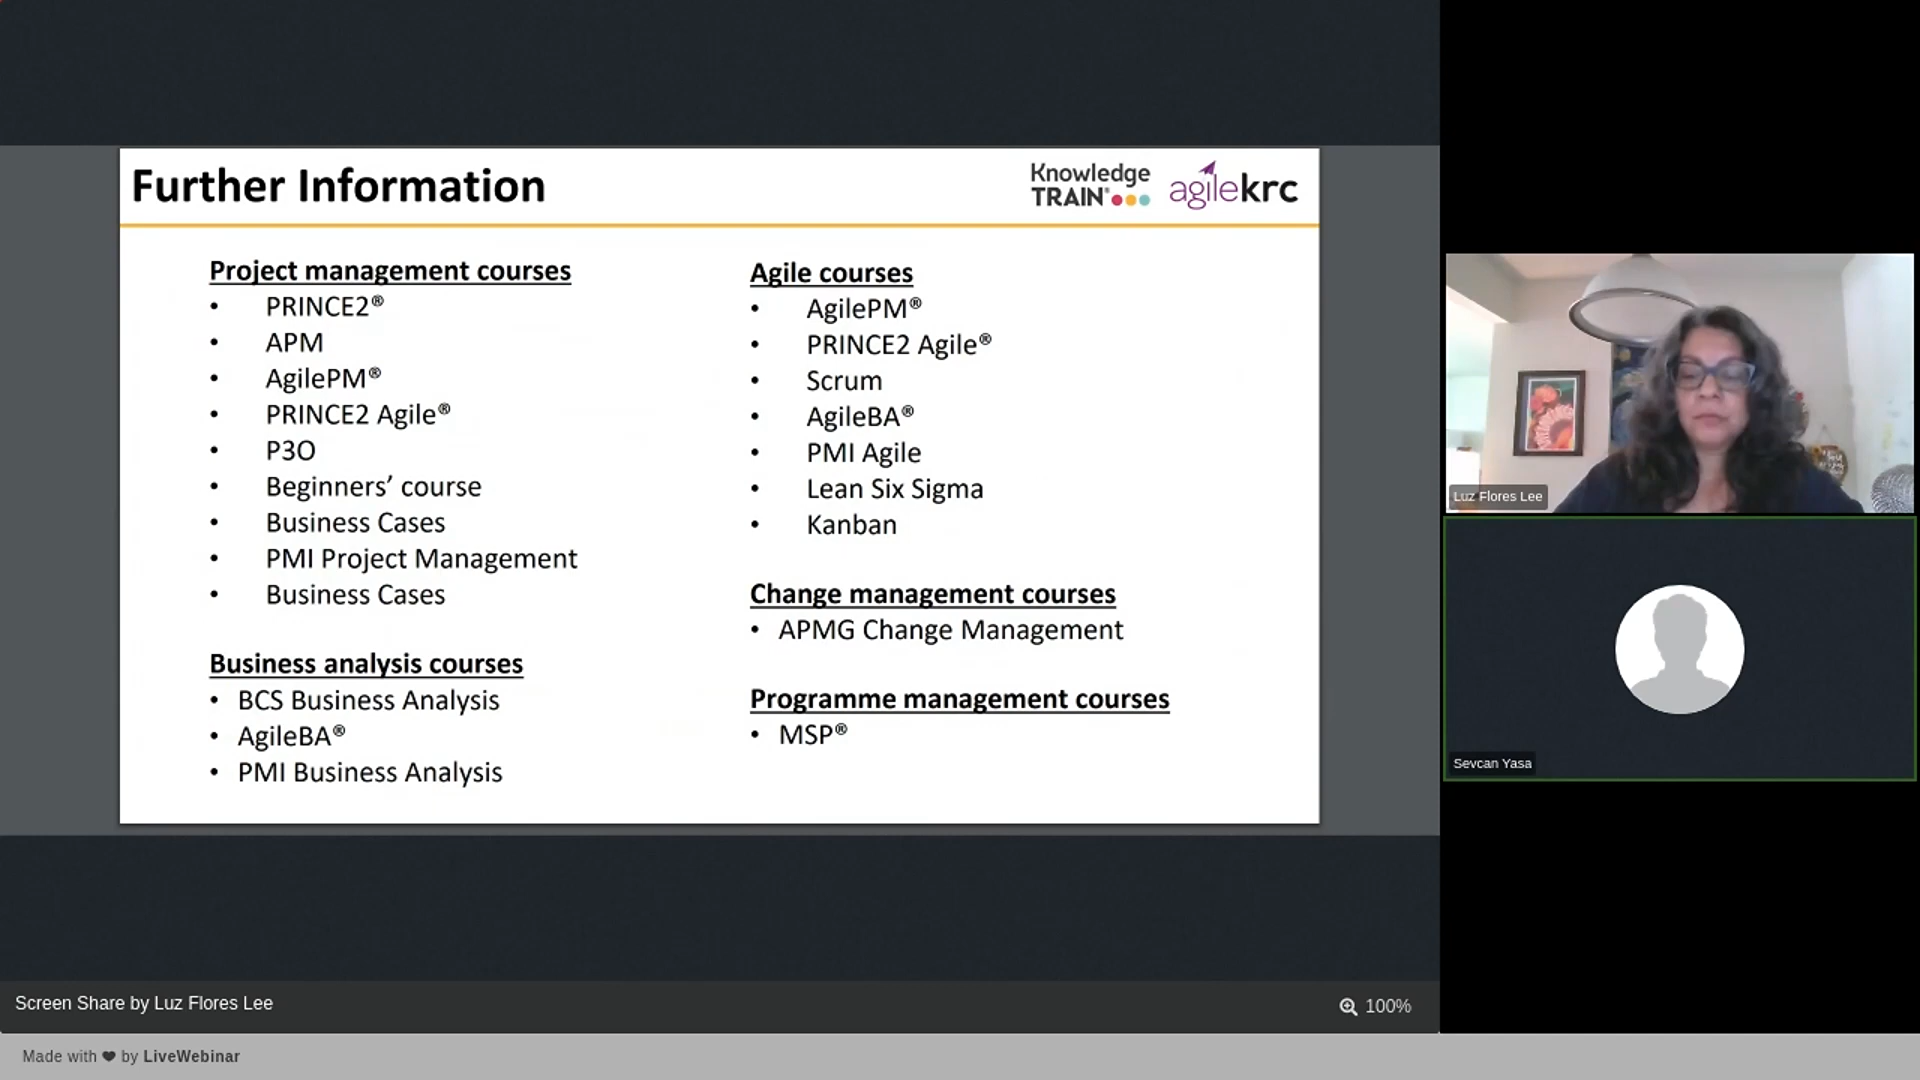 Further Information
Knowledge
TRAIN®
agilekrc
Project management courses
• PRINCE2®
• APM
• AgilePM®
• PRINCE2 Agile®
• P3O
• Beginners’ course
• Business Cases
• PMI Project Management
• Business Cases
Business analysis courses
• BCS Business Analysis
• AgileBA®
• PMI Business Analysis
Agile courses
• AgilePM®
• PRINCE2 Agile®
• Scrum
• AgileBA®
• PMI Agile
• Lean Six Sigma
• Kanban
Change management courses
• APMG Change Management
Programme management courses
• MSP®
Luz Flores Lee
Sevcan Yasa
Screen Share by Luz Flores Lee
100%
Made with ❤ by LiveWebinar